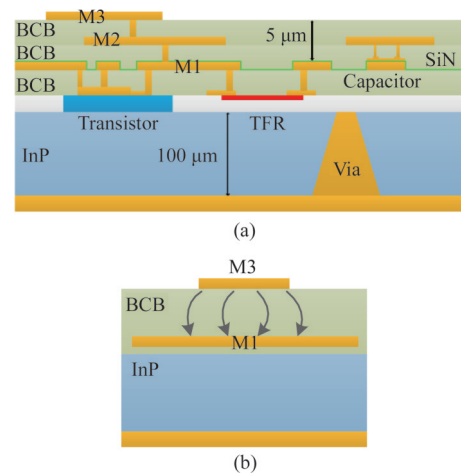 M3
BCB
M2
5 μm
BCB
SiN
M1
BCB
Capacitor
Transistor
TFR
100 μm
InP
Via
(a)
M3
BCB
M1
InP
(b)